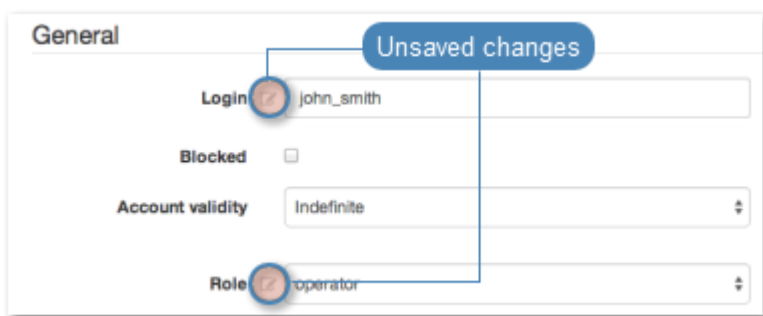 General
Unsaved changes
Login john_smith
Blocked
Account validity Indefinite
Role operator